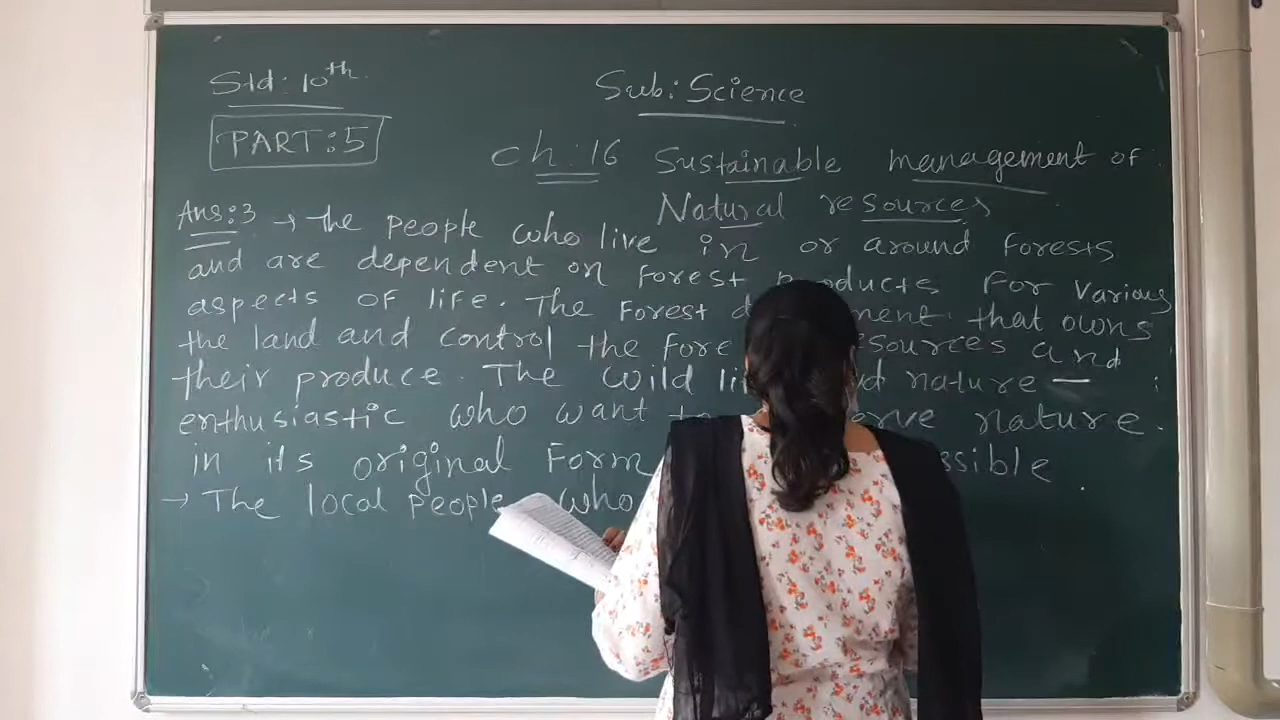 Std: 10th.
Sub: Science
PART:5
ch: 16 Sustainable management of
Natural resources
Ans:3 → The people who live in or around Forests
and are dependent on Forest products For various
aspects of life. The Forest that owns
the land and control the and
their produce. The wild nature —
enthusiastic who want nature.
in its original Form
→ The local people who